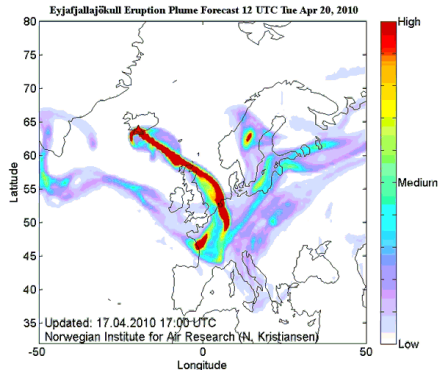 Eyjafjallajökull Eruption Plume Forecast 12 UTC Tue Apr 20, 2010
80
75
70
65
60
55
50
45
40
35
Latitude
-50
0
50
Longitude
High
Medium
Low
Updated: 17.04.2010 17:00 UTC
Norwegian Institute for Air Research (N. Kristiansen)